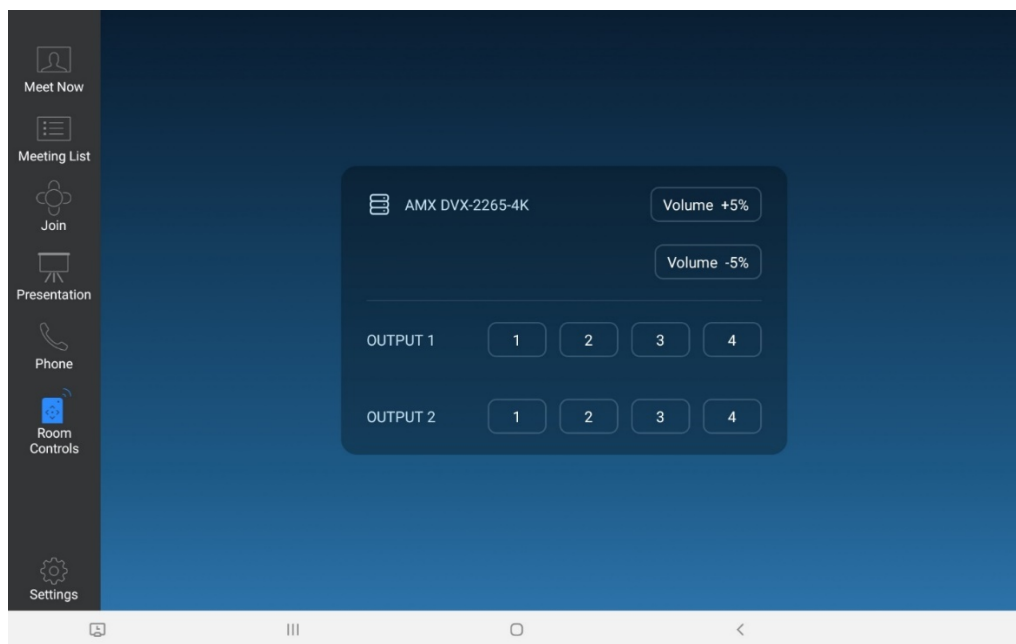 Meet Now
Meeting List
Join
Presentation
Phone
Room
Controls
Settings
AMX DVX-2265-4K
Volume +5%
Volume -5%
OUTPUT 1 1 2 3 4
OUTPUT 2 1 2 3 4